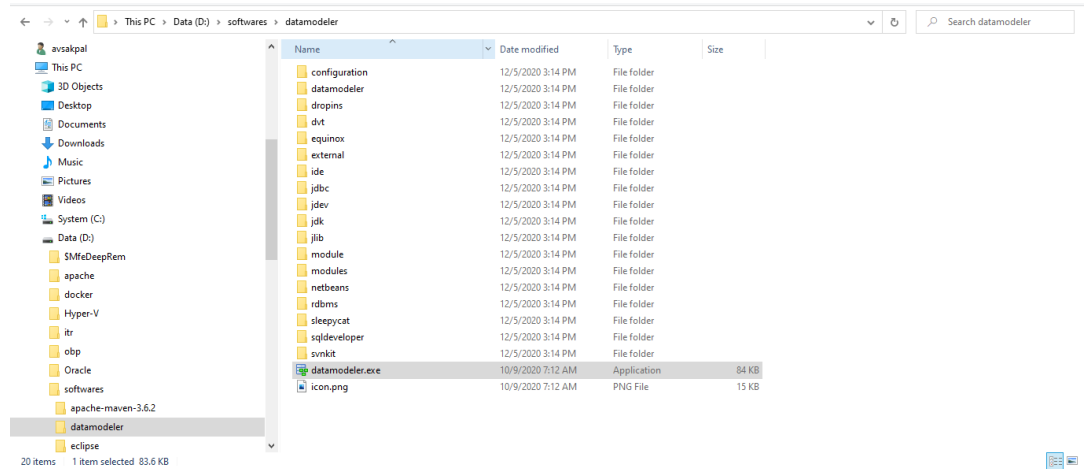 This PC > Data (D:) > softwares > datamodeler
Search datamodeler
avsakpal
This PC
3D Objects
Desktop
Documents
Downloads
Music
Pictures
Videos
System (C:)
Data (D:)
$MfeDeepRem
apache
docker
Hyper-V
itr
obp
Oracle
softwares
apache-maven-3.6.2
datamodeler
eclipse
Name Date modified Type Size
configuration 12/5/2020 3:14 PM File folder
datamodeler 12/5/2020 3:14 PM File folder
dropins 12/5/2020 3:14 PM File folder
dvt 12/5/2020 3:14 PM File folder
equinox 12/5/2020 3:14 PM File folder
external 12/5/2020 3:14 PM File folder
ide 12/5/2020 3:14 PM File folder
jdbc 12/5/2020 3:14 PM File folder
jdev 12/5/2020 3:14 PM File folder
jdk 12/5/2020 3:14 PM File folder
jlib 12/5/2020 3:14 PM File folder
module 12/5/2020 3:14 PM File folder
modules 12/5/2020 3:14 PM File folder
netbeans 12/5/2020 3:14 PM File folder
rdbms 12/5/2020 3:14 PM File folder
sleepycat 12/5/2020 3:14 PM File folder
sqldeveloper 12/5/2020 3:14 PM File folder
svnkit 12/5/2020 3:14 PM File folder
datamodeler.exe 10/9/2020 7:12 AM Application 84 KB
icon.png 10/9/2020 7:12 AM PNG File 15 KB
20 items 1 item selected 83.6 KB